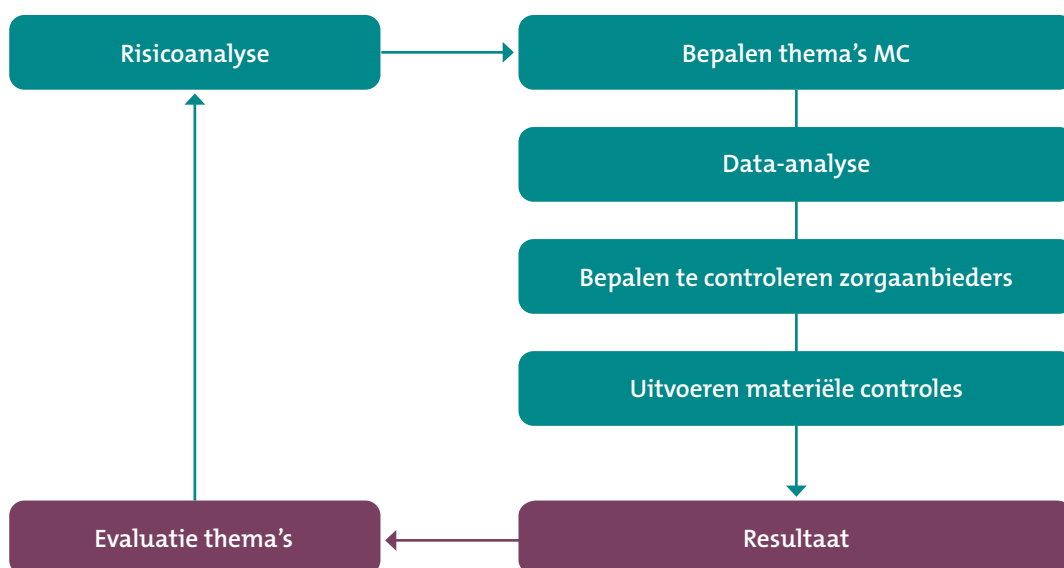 Risicoanalyse
Bepalen thema’s MC
Data-analyse
Bepalen te controleren zorgaanbieders
Uitvoeren materiële controles
Resultaat
Evaluatie thema’s